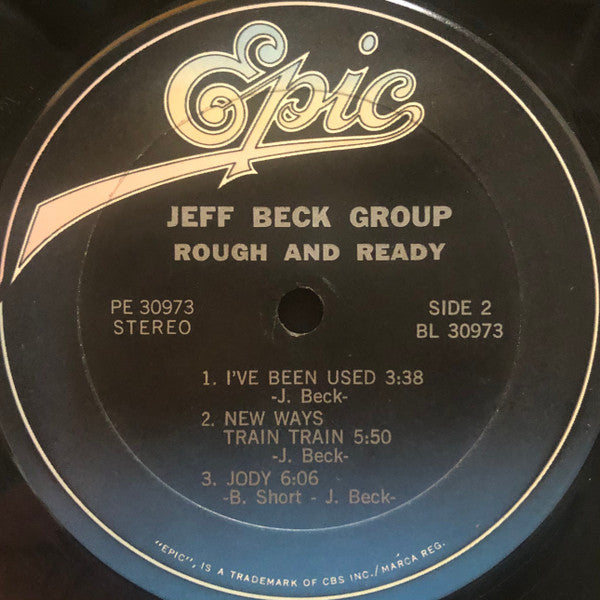 Epic
JEFF BECK GROUP
ROUGH AND READY
PE 30973
STEREO
SIDE 2
BL 30973
1. I'VE BEEN USED 3:38
-J. Beck-
2. NEW WAYS
TRAIN TRAIN 5:50
-J. Beck-
3. JODY 6:06
-B. Short - J. Beck-
"EPIC", IS A TRADEMARK OF CBS INC./MARCA REG.